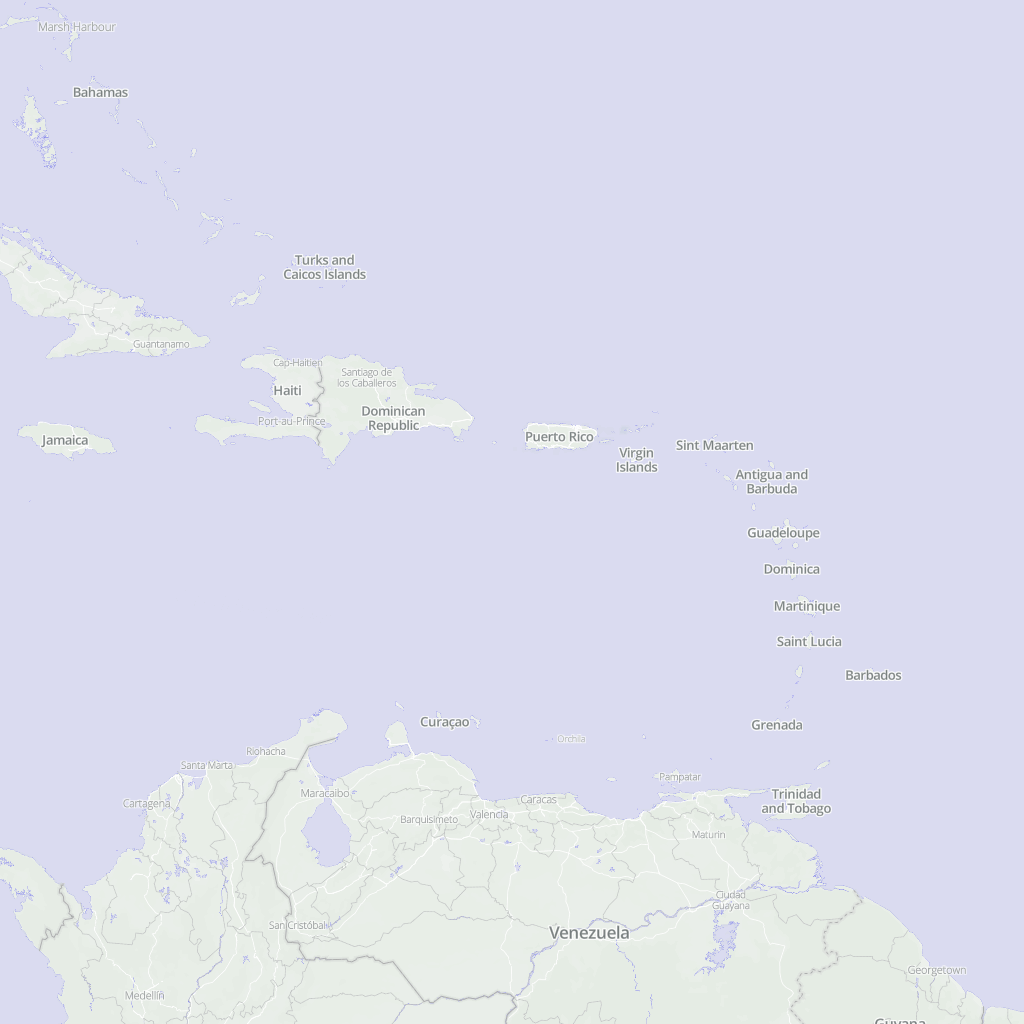 Marsh Harbour
Bahamas
Turks and
Caicos Islands
Guantanamo
Cap-Haïtien
Santiago de
los Caballeros
Haiti
Dominican
Republic
Port-au-Prince
Jamaica
Puerto Rico
Sint Maarten
Virgin
Islands
Antigua and
Barbuda
Guadeloupe
Dominica
Martinique
Saint Lucia
Barbados
Curaçao
Grenada
Orchila
Riohacha
Santa Marta
Pampatar
Maracaibo
Cartagena
Caracas
Trinidad
and Tobago
Valencia
Barquisimeto
Maturin
Ciudad
Guayana
San Cristóbal
Venezuela
Georgetown
Medellín
Guyana